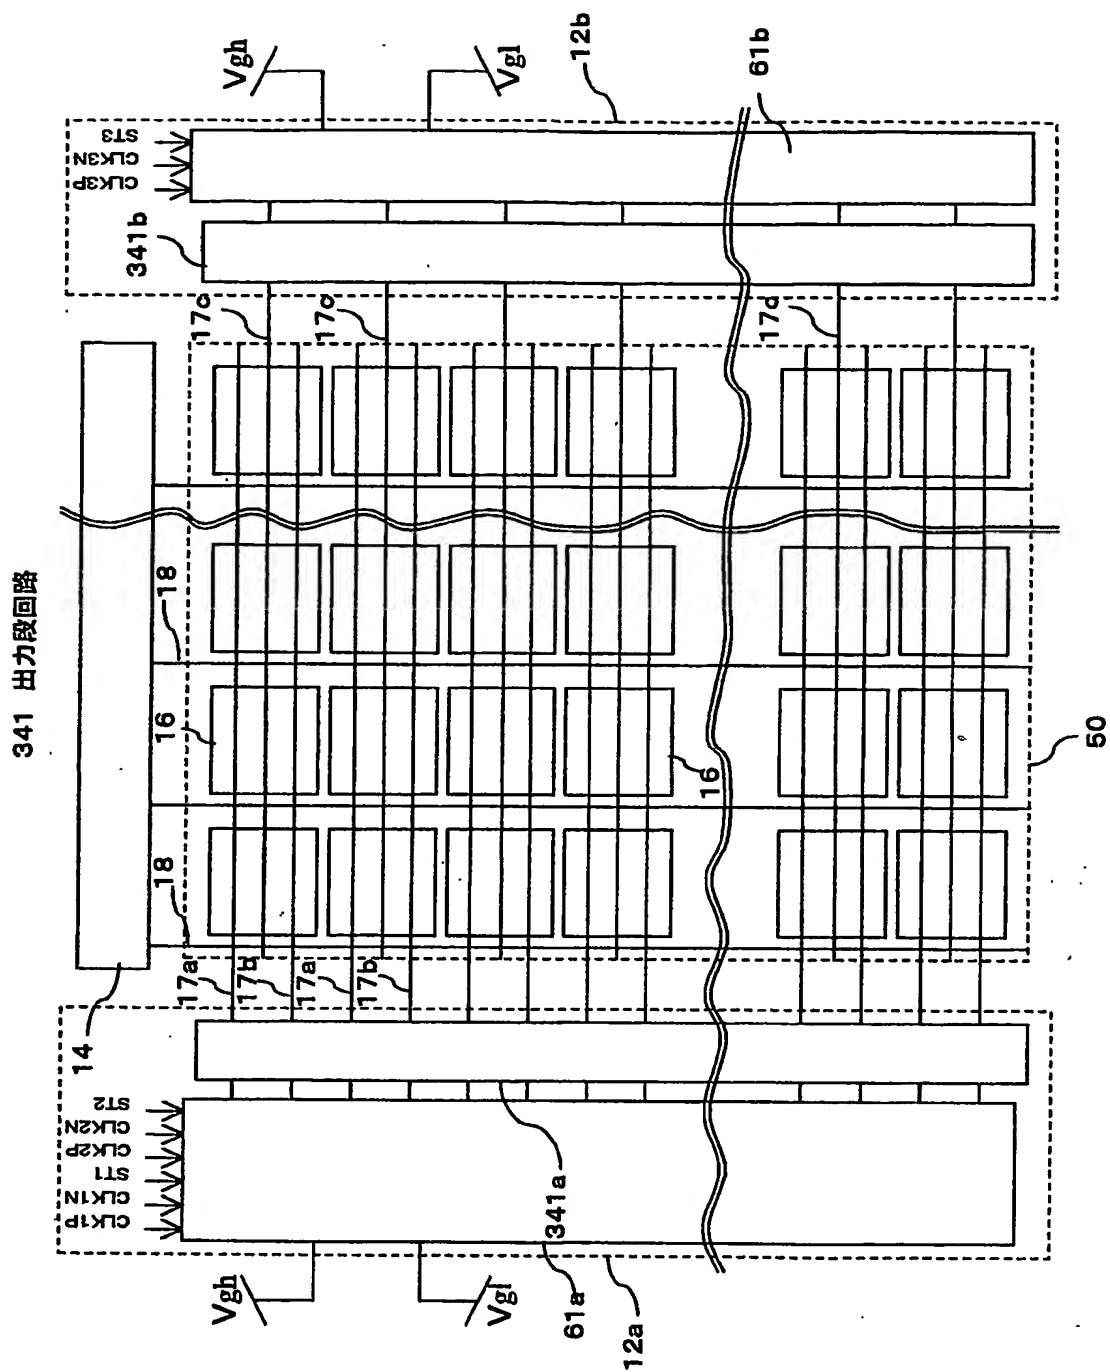 341 出力段回路
Vgh
Vgl
12b
61b
ST3
CLK3N
CLK3P
341b
17c
17c
17c
18
16
16
18
50
14
17a
17b
17a
17b
ST2
CLK2N
CLK2P
ST1
CLK1N
CLK1P
341a
Vgh
Vgl
61a
12a